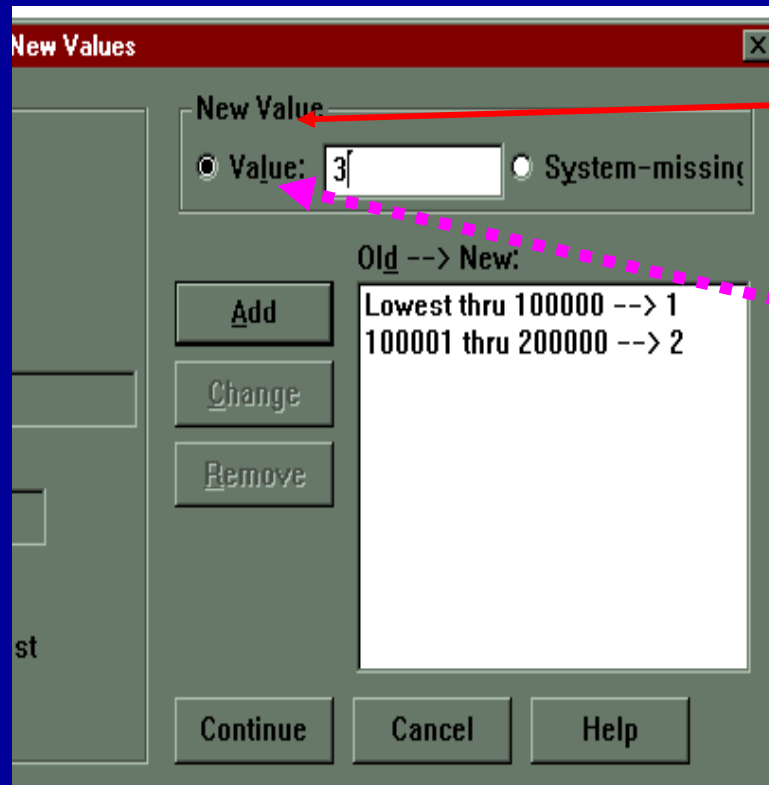 New Values
New Value
Value: 3 System-missing
Old --> New:
Add
Lowest thru 100000 --> 1
100001 thru 200000 --> 2
Change
Remove
st
Continue Cancel Help